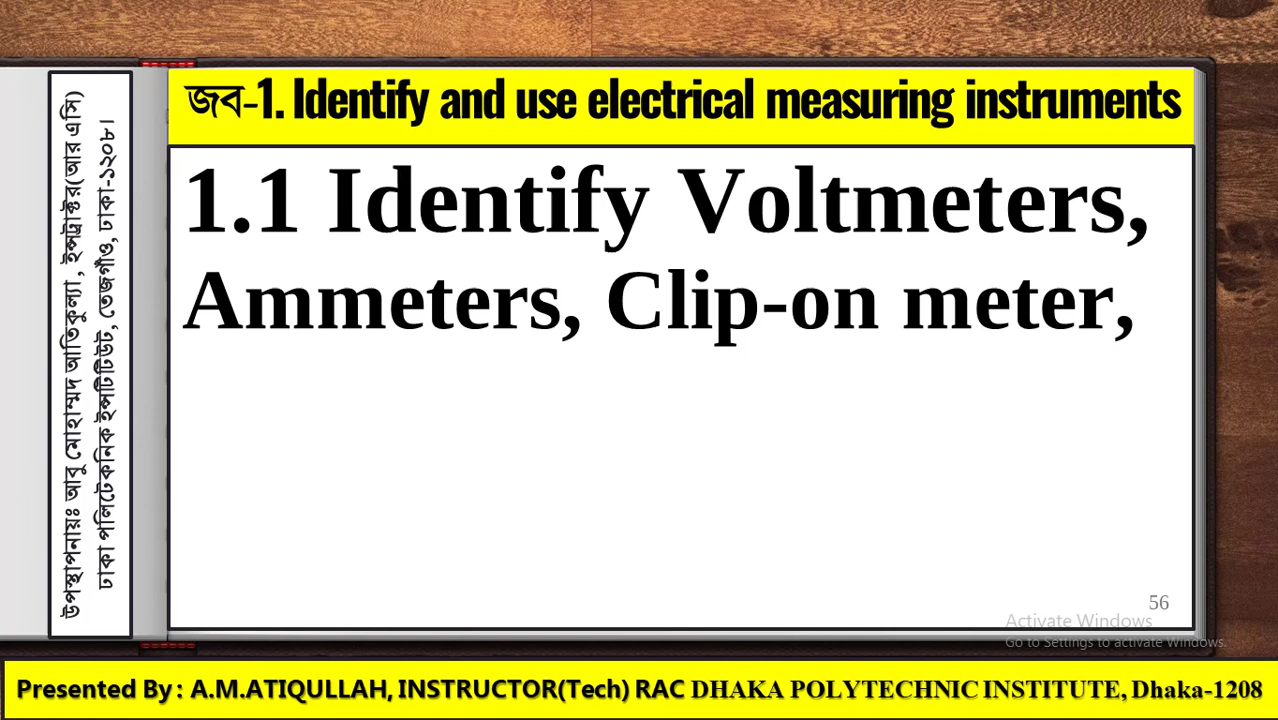 জব-1. Identify and use electrical measuring instruments
উপস্থাপনায়ঃ আবু মোহাম্মদ আতিকুল্যা, ইন্সট্রাক্টর(আর এসি)
ঢাকা পলিটেকনিক ইন্সটিটিউট, তেজগাঁও, ঢাকা-১২০৮।
1.1 Identify Voltmeters,
Ammeters, Clip-on meter,
56
Activate Windows
Go to Settings to activate Windows.
Presented By : A.M.ATIQULLAH, INSTRUCTOR(Tech) RAC DHAKA POLYTECHNIC INSTITUTE, Dhaka-1208